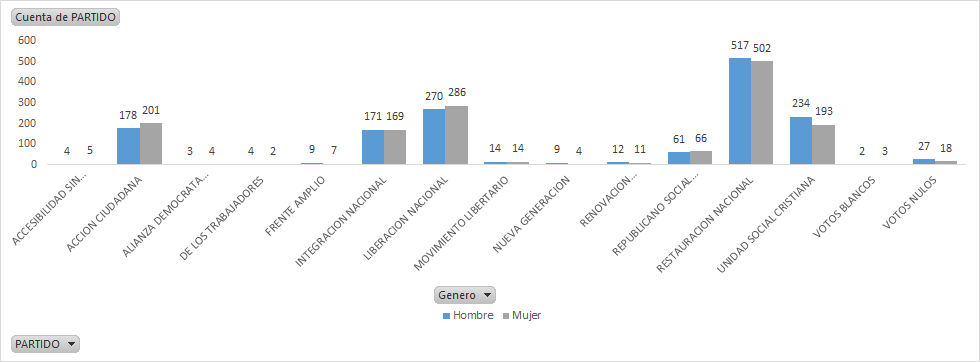 Cuenta de PARTIDO
600
500
400
300
200
100
0
4 5
178 201
3 4
4 2
9 7
171 169
270 286
14 14
9 4
12 11
61 66
517 502
234 193
2 3
27 18
ACCESIBILIDAD SIN...
ACCION CIUDADANA
ALIANZA DEMOCRATA...
DE LOS TRABAJADORES
FRENTE AMPLIO
INTEGRACION NACIONAL
LIBERACION NACIONAL
MOVIMIENTO LIBERTARIO
NUEVA GENERACION
RENOVACION...
REPUBLICANO SOCIAL...
RESTAURACION NACIONAL
UNIDAD SOCIAL CRISTIANA
VOTOS BLANCOS
VOTOS NULOS
Genero
Hombre Mujer
PARTIDO